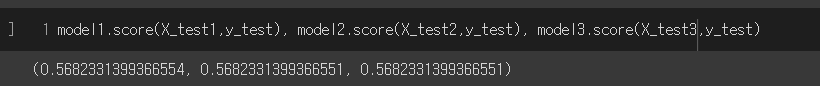 ] 1 model1.score(X_test1,y_test), model2.score(X_test2,y_test), model3.score(X_test3,y_test)
(0.5682331399366554, 0.5682331399366551, 0.5682331399366551)